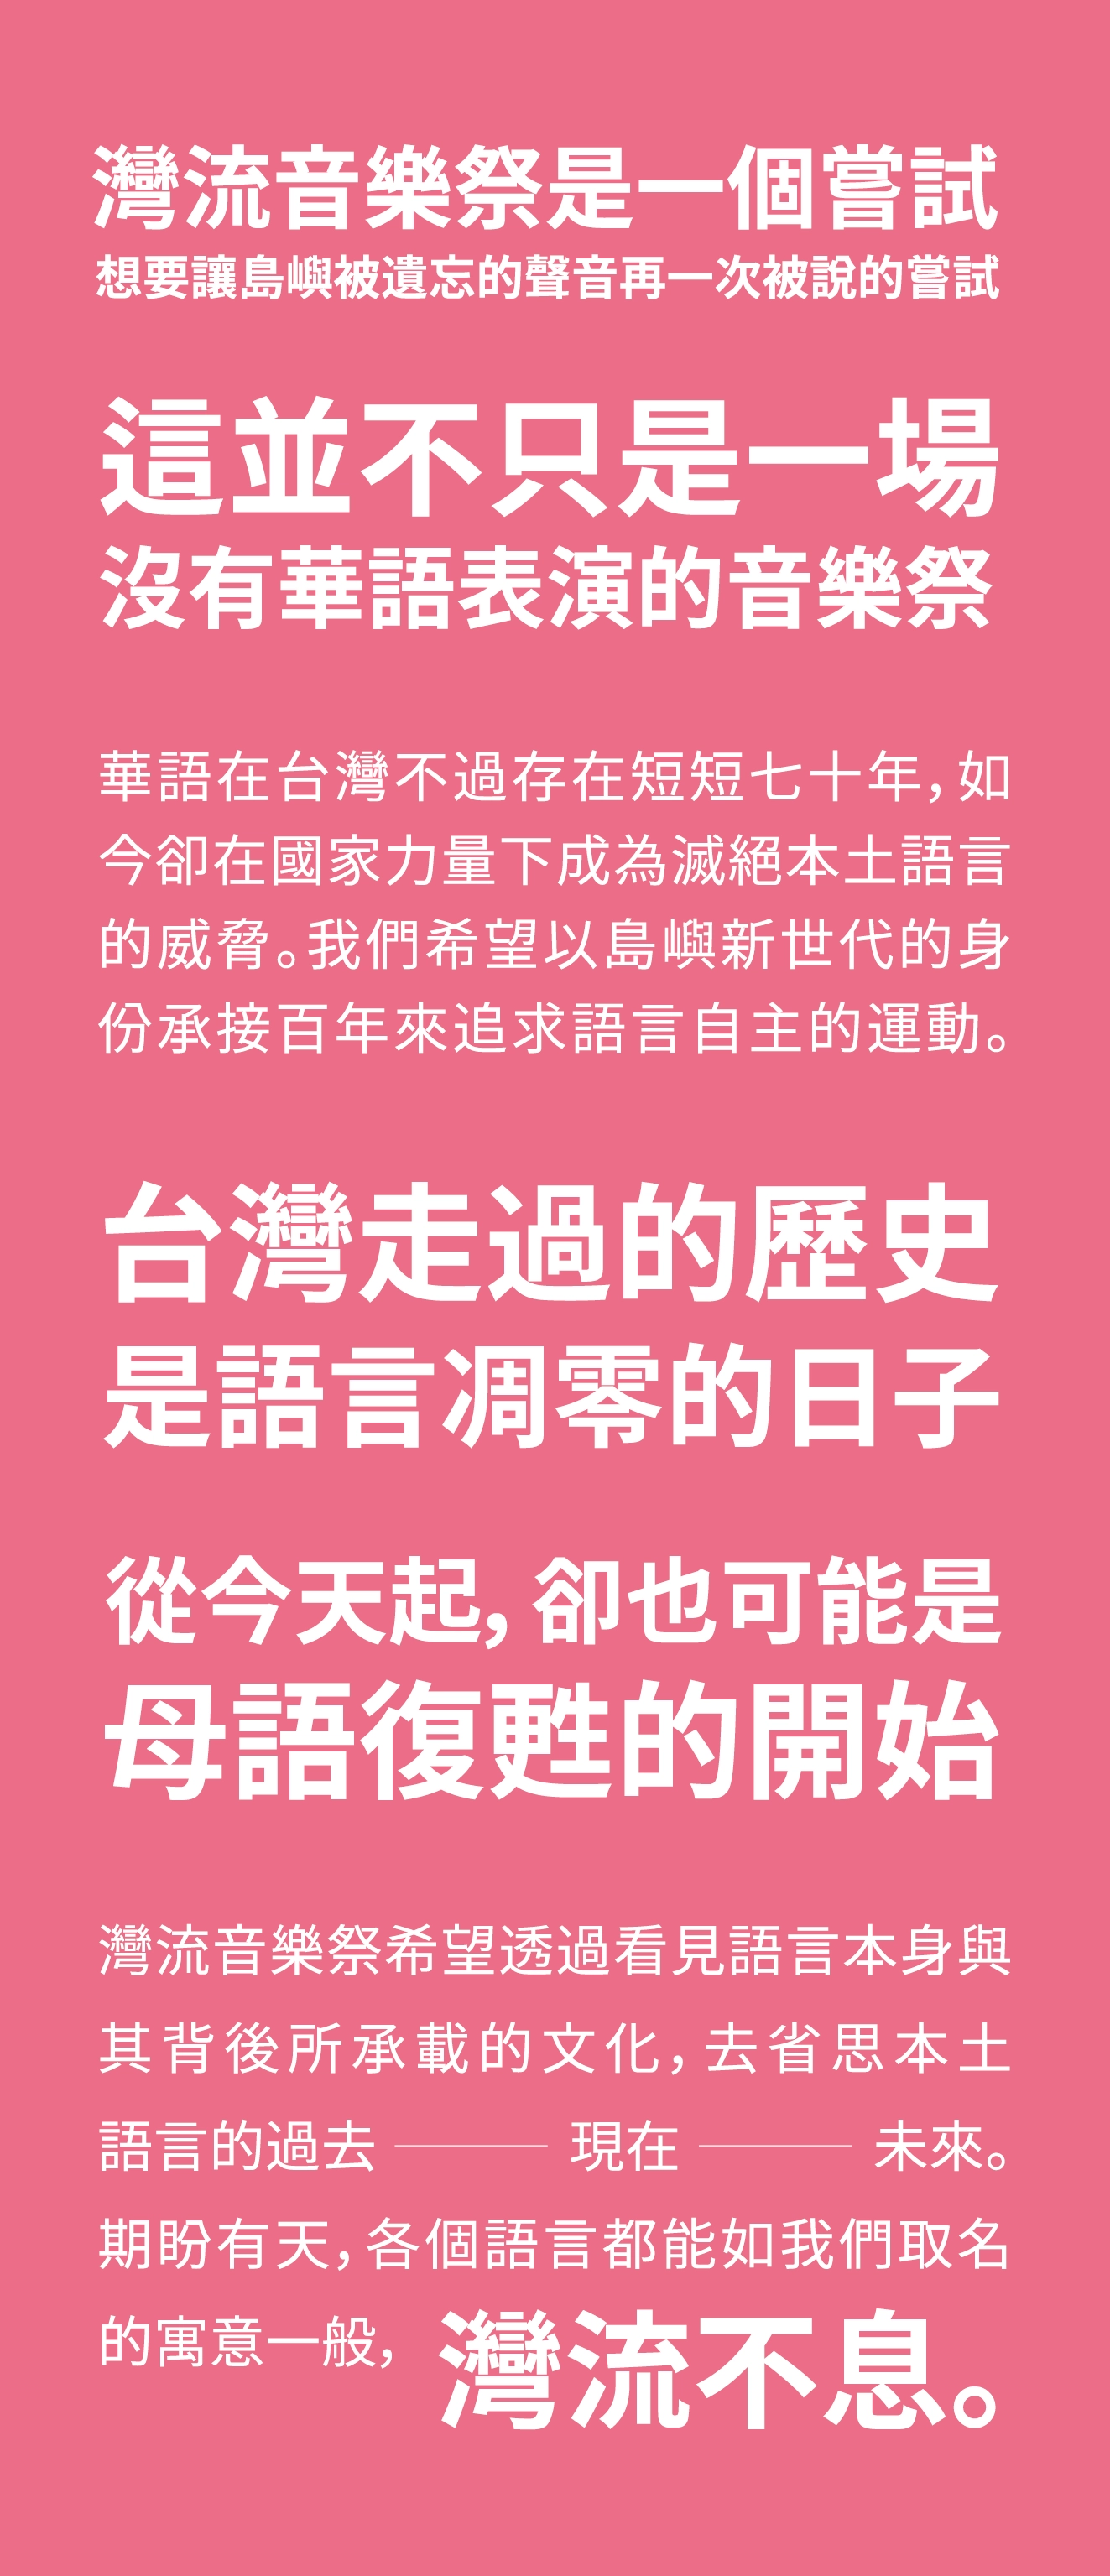 灣流音樂祭是一個嘗試
想要讓島嶼被遺忘的聲音再一次被說的嘗試
這並不只是一場
沒有華語表演的音樂祭
華語在台灣不過存在短短七十年，如
今卻在國家力量下成為滅絕本土語言
的威脅。我們希望以島嶼新世代的身
份承接百年來追求語言自主的運動。
台灣走過的歷史
是語言凋零的日子
從今天起，卻也可能是
母語復甦的開始
灣流音樂祭希望透過看見語言本身與
其背後所承載的文化，去省思本土
語言的過去——現在——未來。
期盼有天，各個語言都能如我們取名
的寓意一般，灣流不息。